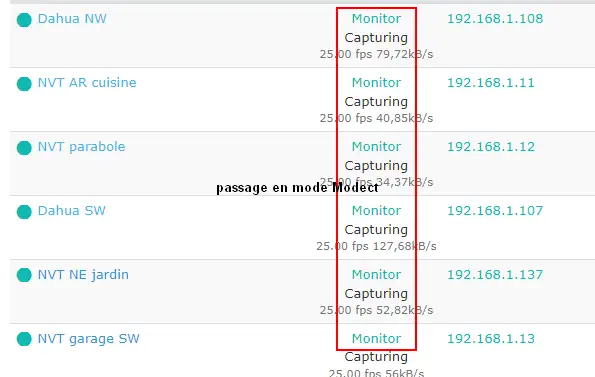 Dahua NW Monitor 192.168.1.108
Capturing
25.00 fps 79,72kB/s
NVT AR cuisine Monitor 192.168.1.11
Capturing
25.00 fps 40,85kB/s
NVT parabole Monitor 192.168.1.12
Capturing
25.00 fps 34,37kB/s
passage en mode Modect
Dahua SW Monitor 192.168.1.107
Capturing
25.00 fps 127,68kB/s
NVT NE jardin Monitor 192.168.1.137
Capturing
25.00 fps 52,82kB/s
NVT garage SW Monitor 192.168.1.13
Capturing
25.00 fps 56kB/s